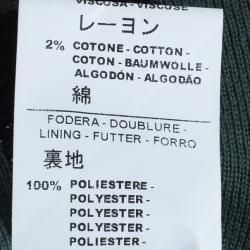 VISCOSA - VISCOSE
レーヨン
2% COTONE - COTTON -
COTON - BAUMWOLLE -
ALGODÓN - ALGODÃO
綿
FODERA - DOUBLURE -
LINING - FUTTER - FORRO
裏地
100% POLIESTERE -
POLYESTER -
POLYESTER -
POLYESTER -
POLIESTER -